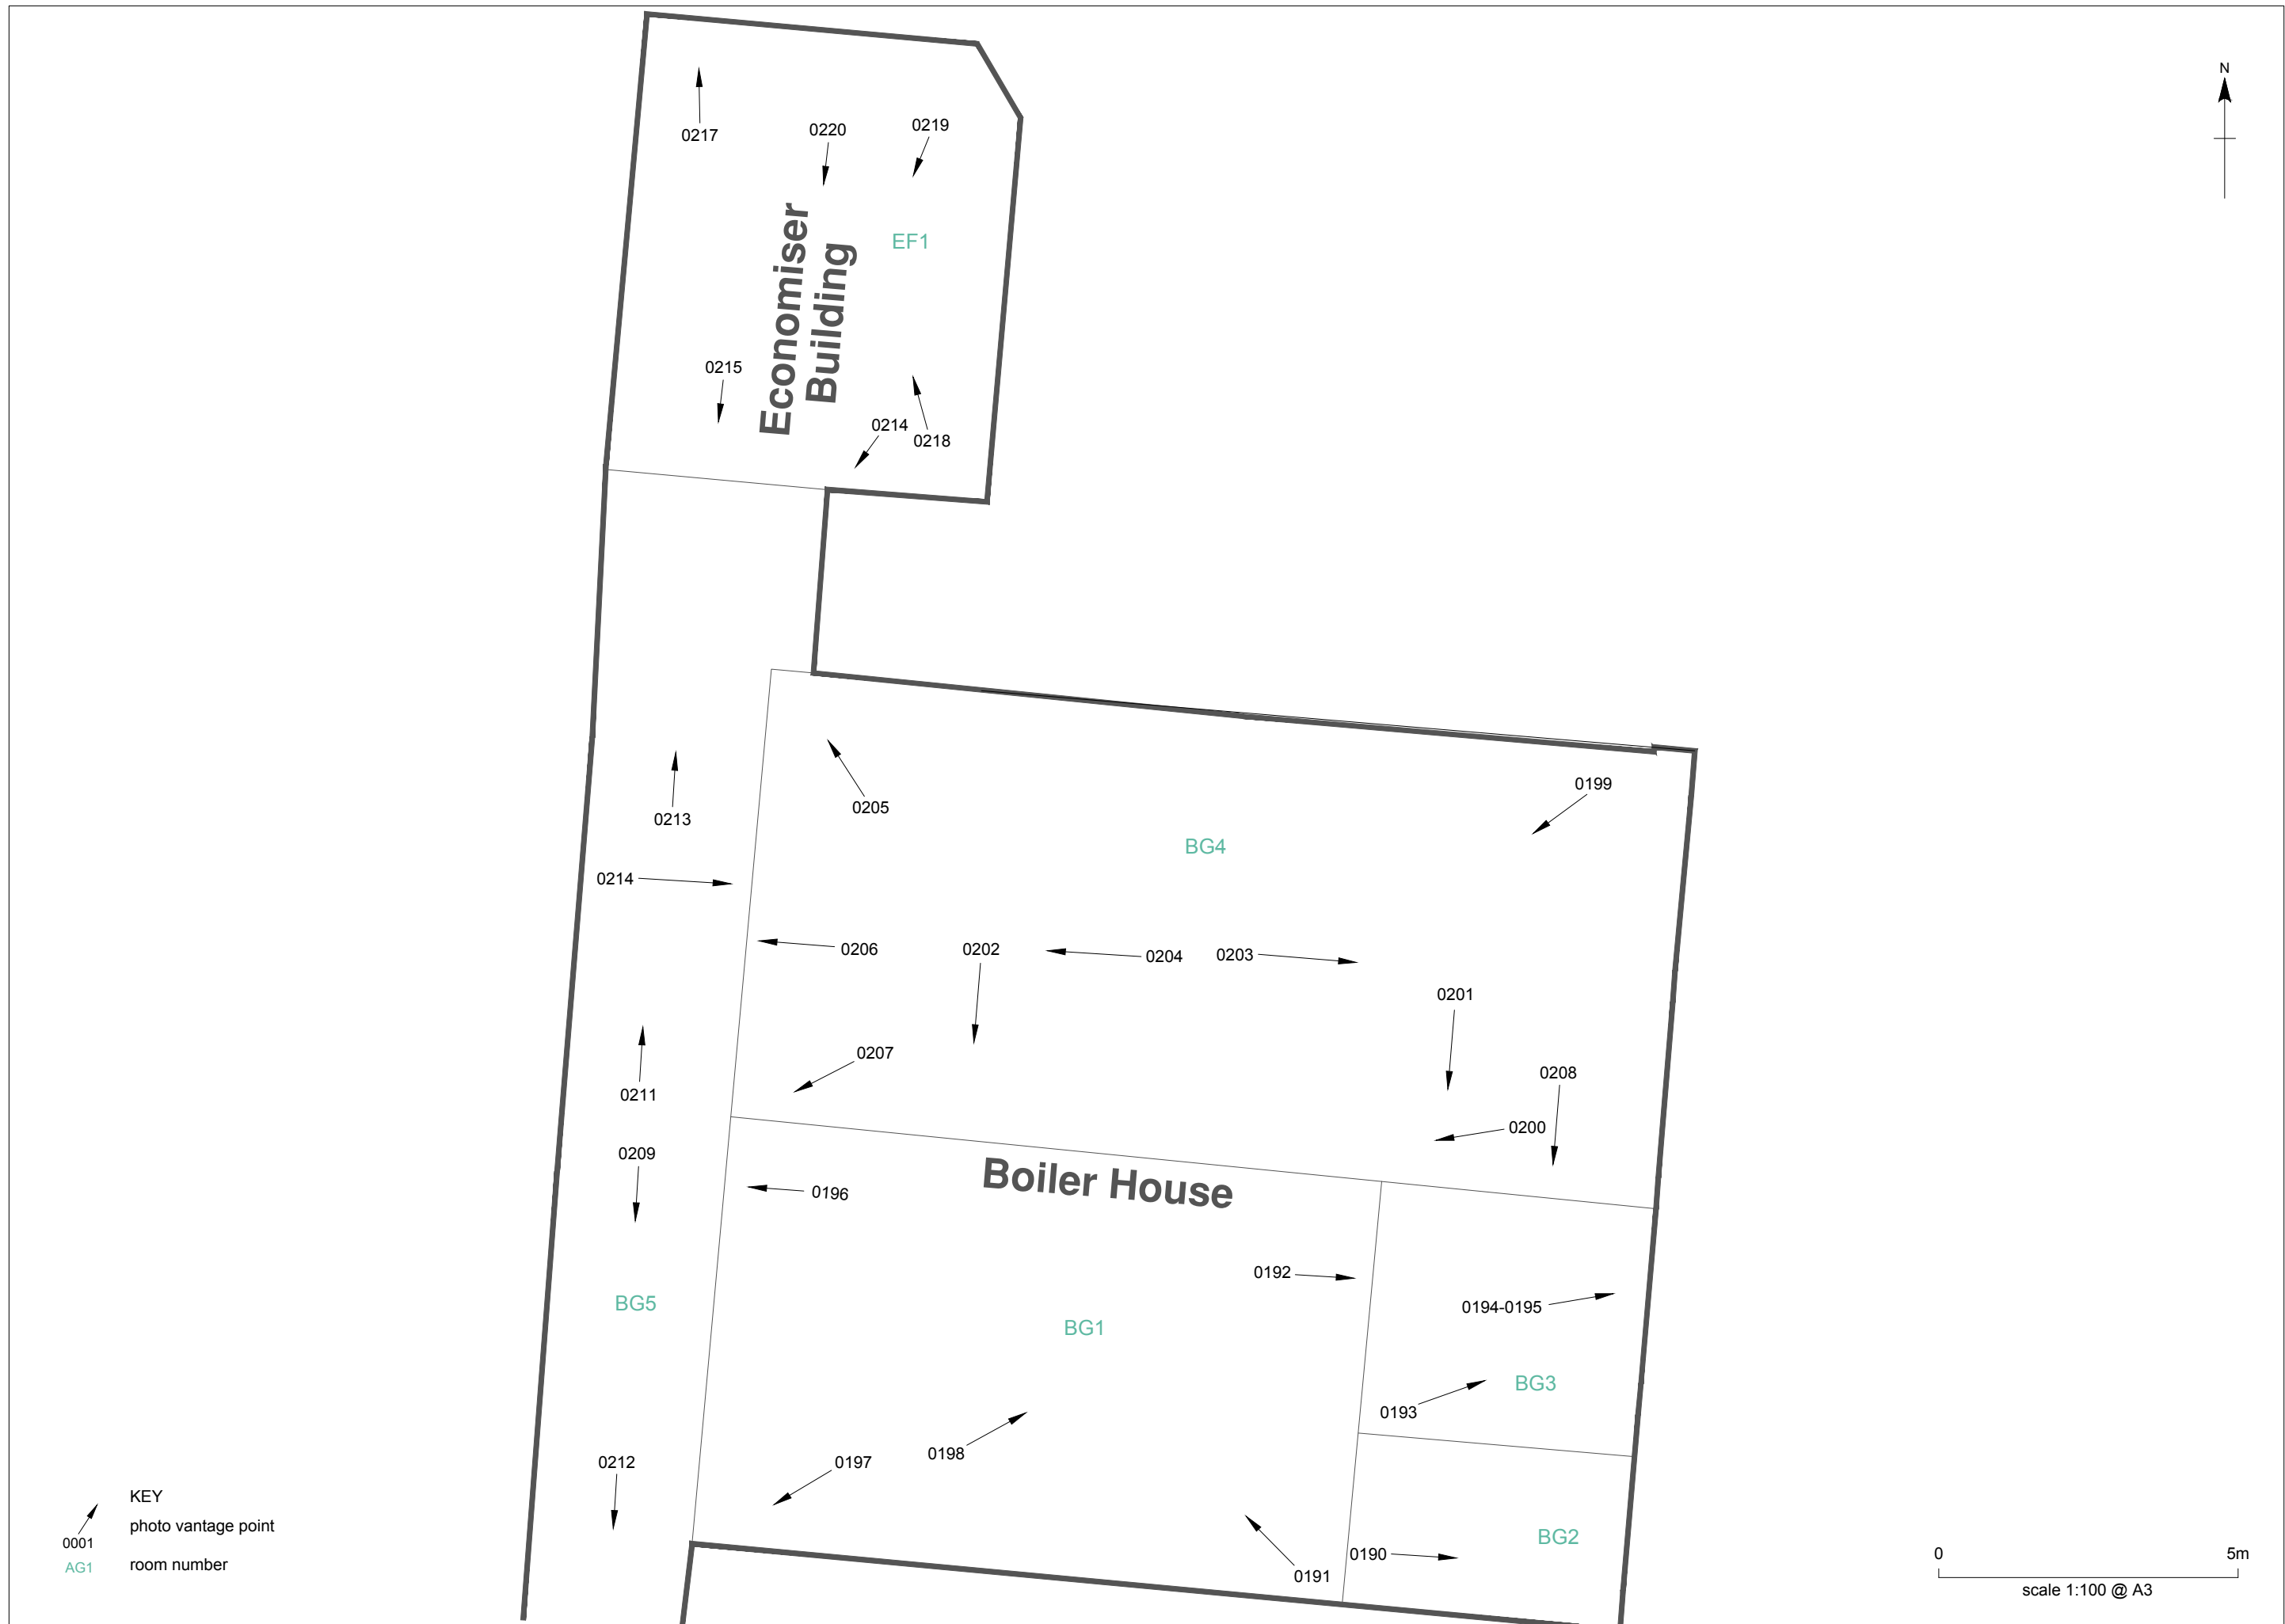 N
0217
0220
0219
EF1
Economiser
Building
0215
0214
0218
0199
0205
0213
BG4
0214
0206
0202
0204
0203
0201
0207
0208
0211
0200
0209
Boiler House
0196
0192
BG5
0194-0195
BG1
BG3
0193
0198
0197
0212
BG2
0190
0191
KEY
photo vantage point
0001
AG1
room number
0
5m
scale 1:100 @ A3